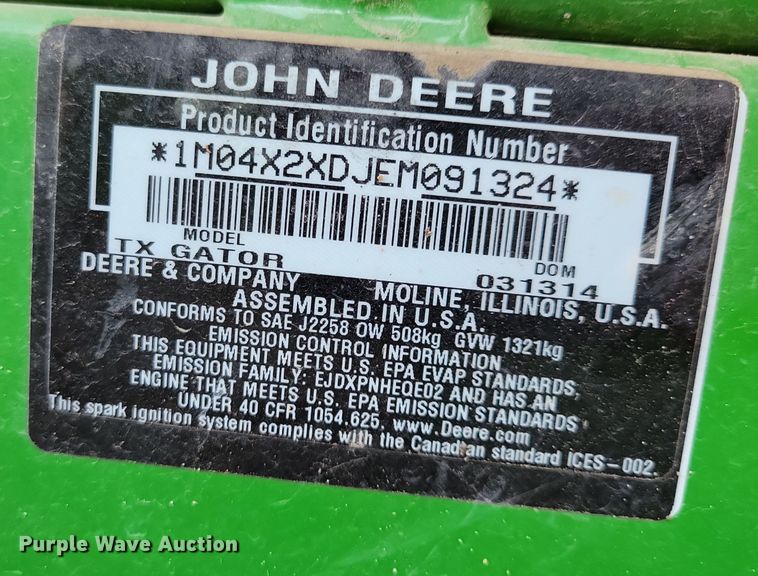 JOHN DEERE
Product Identification Number
*1M04X2XDJEM091324*
MODEL DOM
TX GATOR 031314
DEERE & COMPANY MOLINE, ILLINOIS, U.S.A.
ASSEMBLED IN U.S.A.
CONFORMS TO SAE J2258 OW 508kg GVW 1321kg
EMISSION CONTROL INFORMATION
THIS EQUIPMENT MEETS U.S. EPA EVAP STANDARDS,
EMISSION FAMILY: EJDXPNHEQE02 AND HAS AN
ENGINE THAT MEETS U.S. EPA EMISSION STANDARDS
UNDER 40 CFR 1054.625. www.Deere.com
This spark ignition system complies with the Canadian standard ICES-002.
Purple Wave Auction